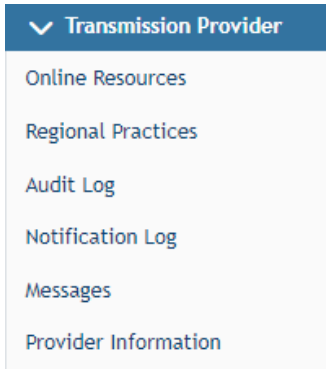 Transmission Provider
Online Resources
Regional Practices
Audit Log
Notification Log
Messages
Provider Information